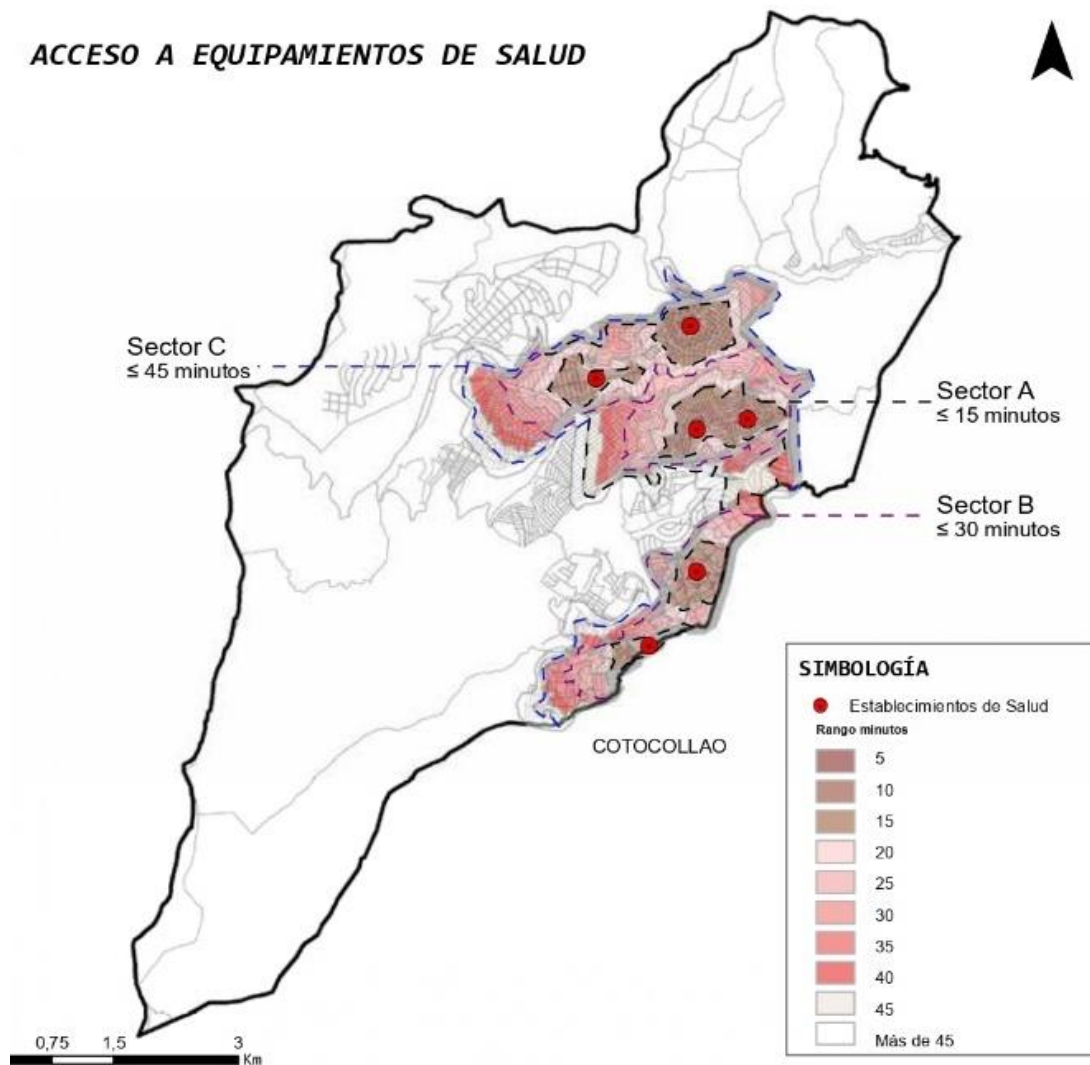 ACCESO A EQUIPAMIENTOS DE SALUD
Sector C
≤ 45 minutos
Sector A
≤ 15 minutos
Sector B
≤ 30 minutos
COTOCOLLAO
SIMBOLOGÍA
Establecimientos de Salud
Rango minutos
5
10
15
20
25
30
35
40
45
Más de 45
0,75 1,5 3
Km